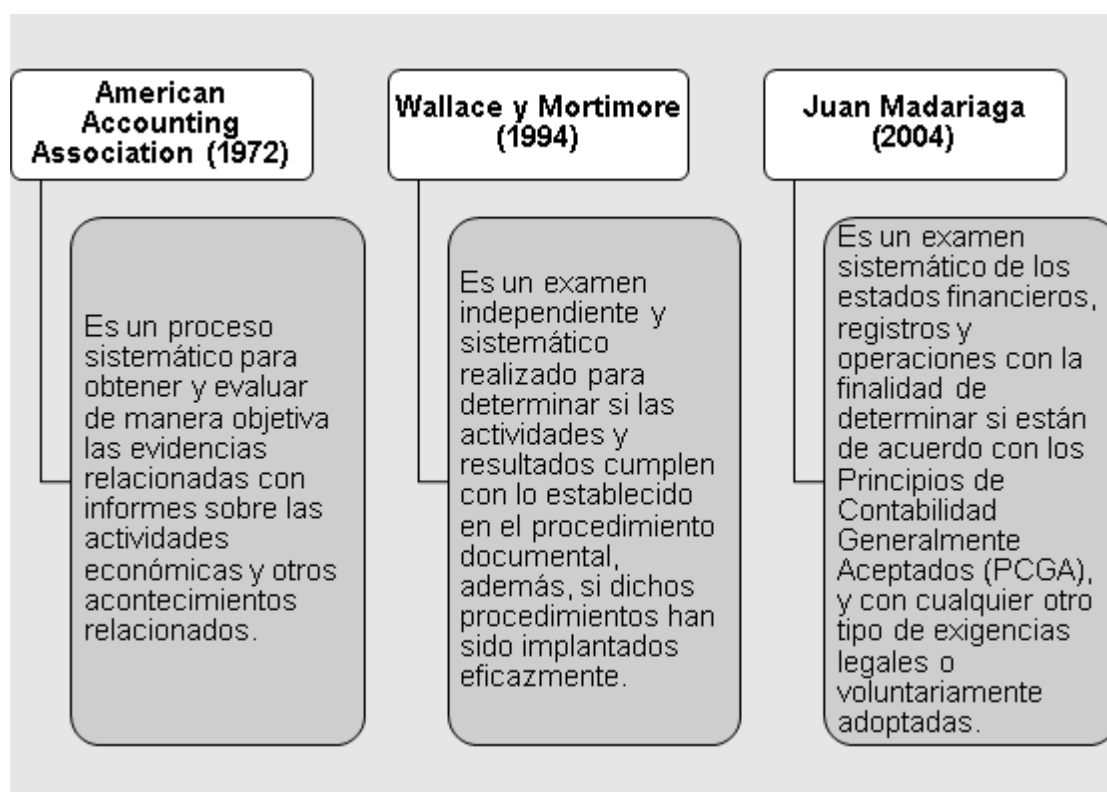 American
Accounting
Association (1972)
Es un proceso
sistemático para
obtener y evaluar
de manera objetiva
las evidencias
relacionadas con
informes sobre las
actividades
económicas y otros
acontecimientos
relacionados.
Wallace y Mortimore
(1994)
Es un examen
independiente y
sistemático
realizado para
determinar si las
actividades y
resultados cumplen
con lo establecido
en el procedimiento
documental,
además, si dichos
procedimientos han
sido implantados
eficazmente.
Juan Madariaga
(2004)
Es un examen
sistemático de los
estados financieros,
registros y
operaciones con la
finalidad de
determinar si están
de acuerdo con los
Principios de
Contabilidad
Generalmente
Aceptados (PCGA),
y con cualquier otro
tipo de exigencias
legales o
voluntariamente
adoptadas.